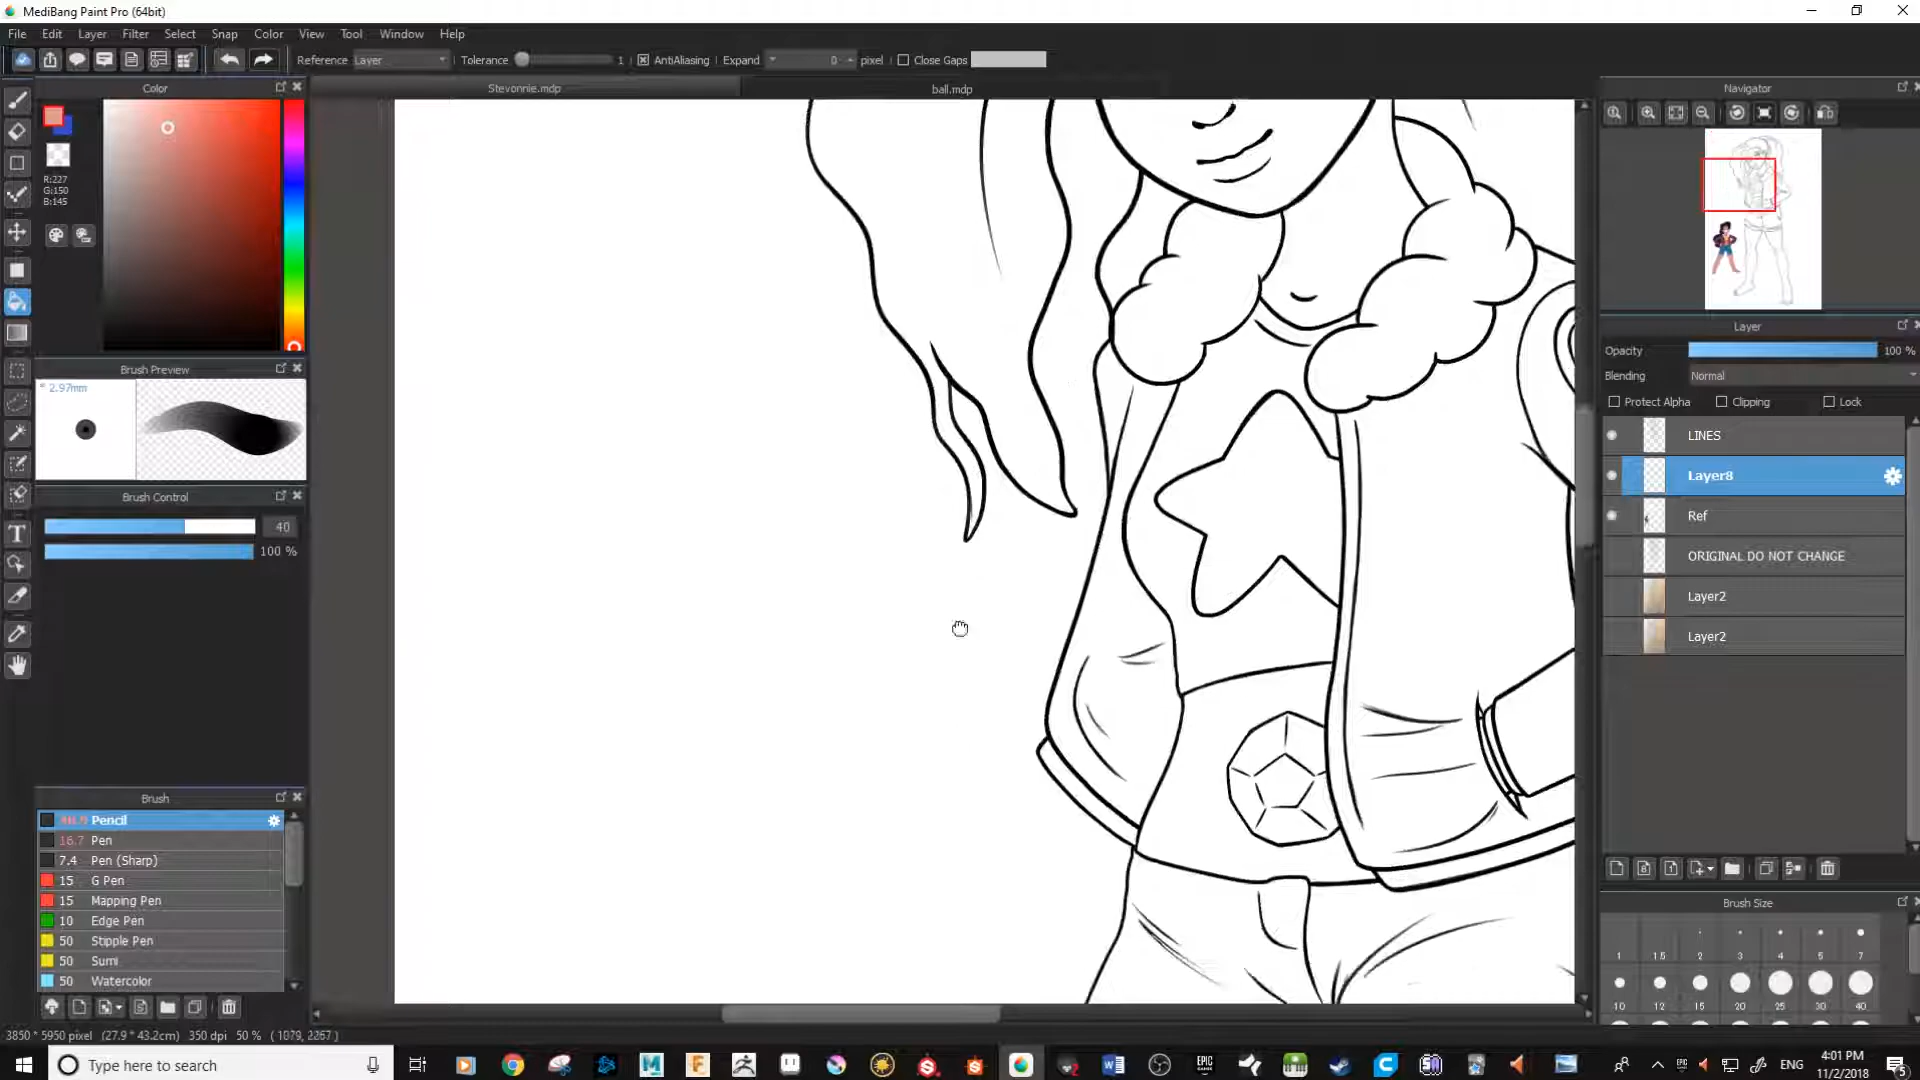 MediBang Paint Pro (64bit)
File Edit Layer Filter Select Snap Color View Tool Window Help
Reference Layer Tolerance 1 AntiAliasing Expand 0 pixel Close Gaps
Color Stevonnie.mdp ball.mdp Navigator
R:227
G:150
B:145
Layer
Opacity 100 %
Blending Normal
Protect Alpha Clipping Lock
LINES
Layer8
Ref
ORIGINAL DO NOT CHANGE
Layer2
Layer2
Brush Preview
* 2.97mm
Brush Control
40
100 %
Brush
Pencil
16.7 Pen
7.4 Pen (Sharp)
15 G Pen
15 Mapping Pen
10 Edge Pen
50 Stipple Pen
50 Sumi
50 Watercolor
Brush Size
1 1.5 2 3 4 5 7
10 12 15 20 25 30 40
3850 * 5950 pixel (27.9 * 43.2cm) 350 dpi 50 % ( 1079, 2267 )
Type here to search
ENG
4:01 PM
11/2/2018
5